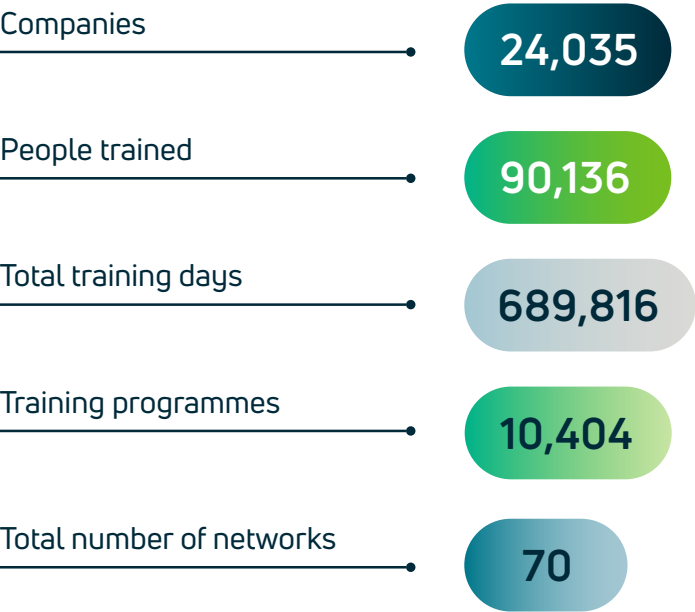 Companies
24,035
People trained
90,136
Total training days
689,816
Training programmes
10,404
Total number of networks
70